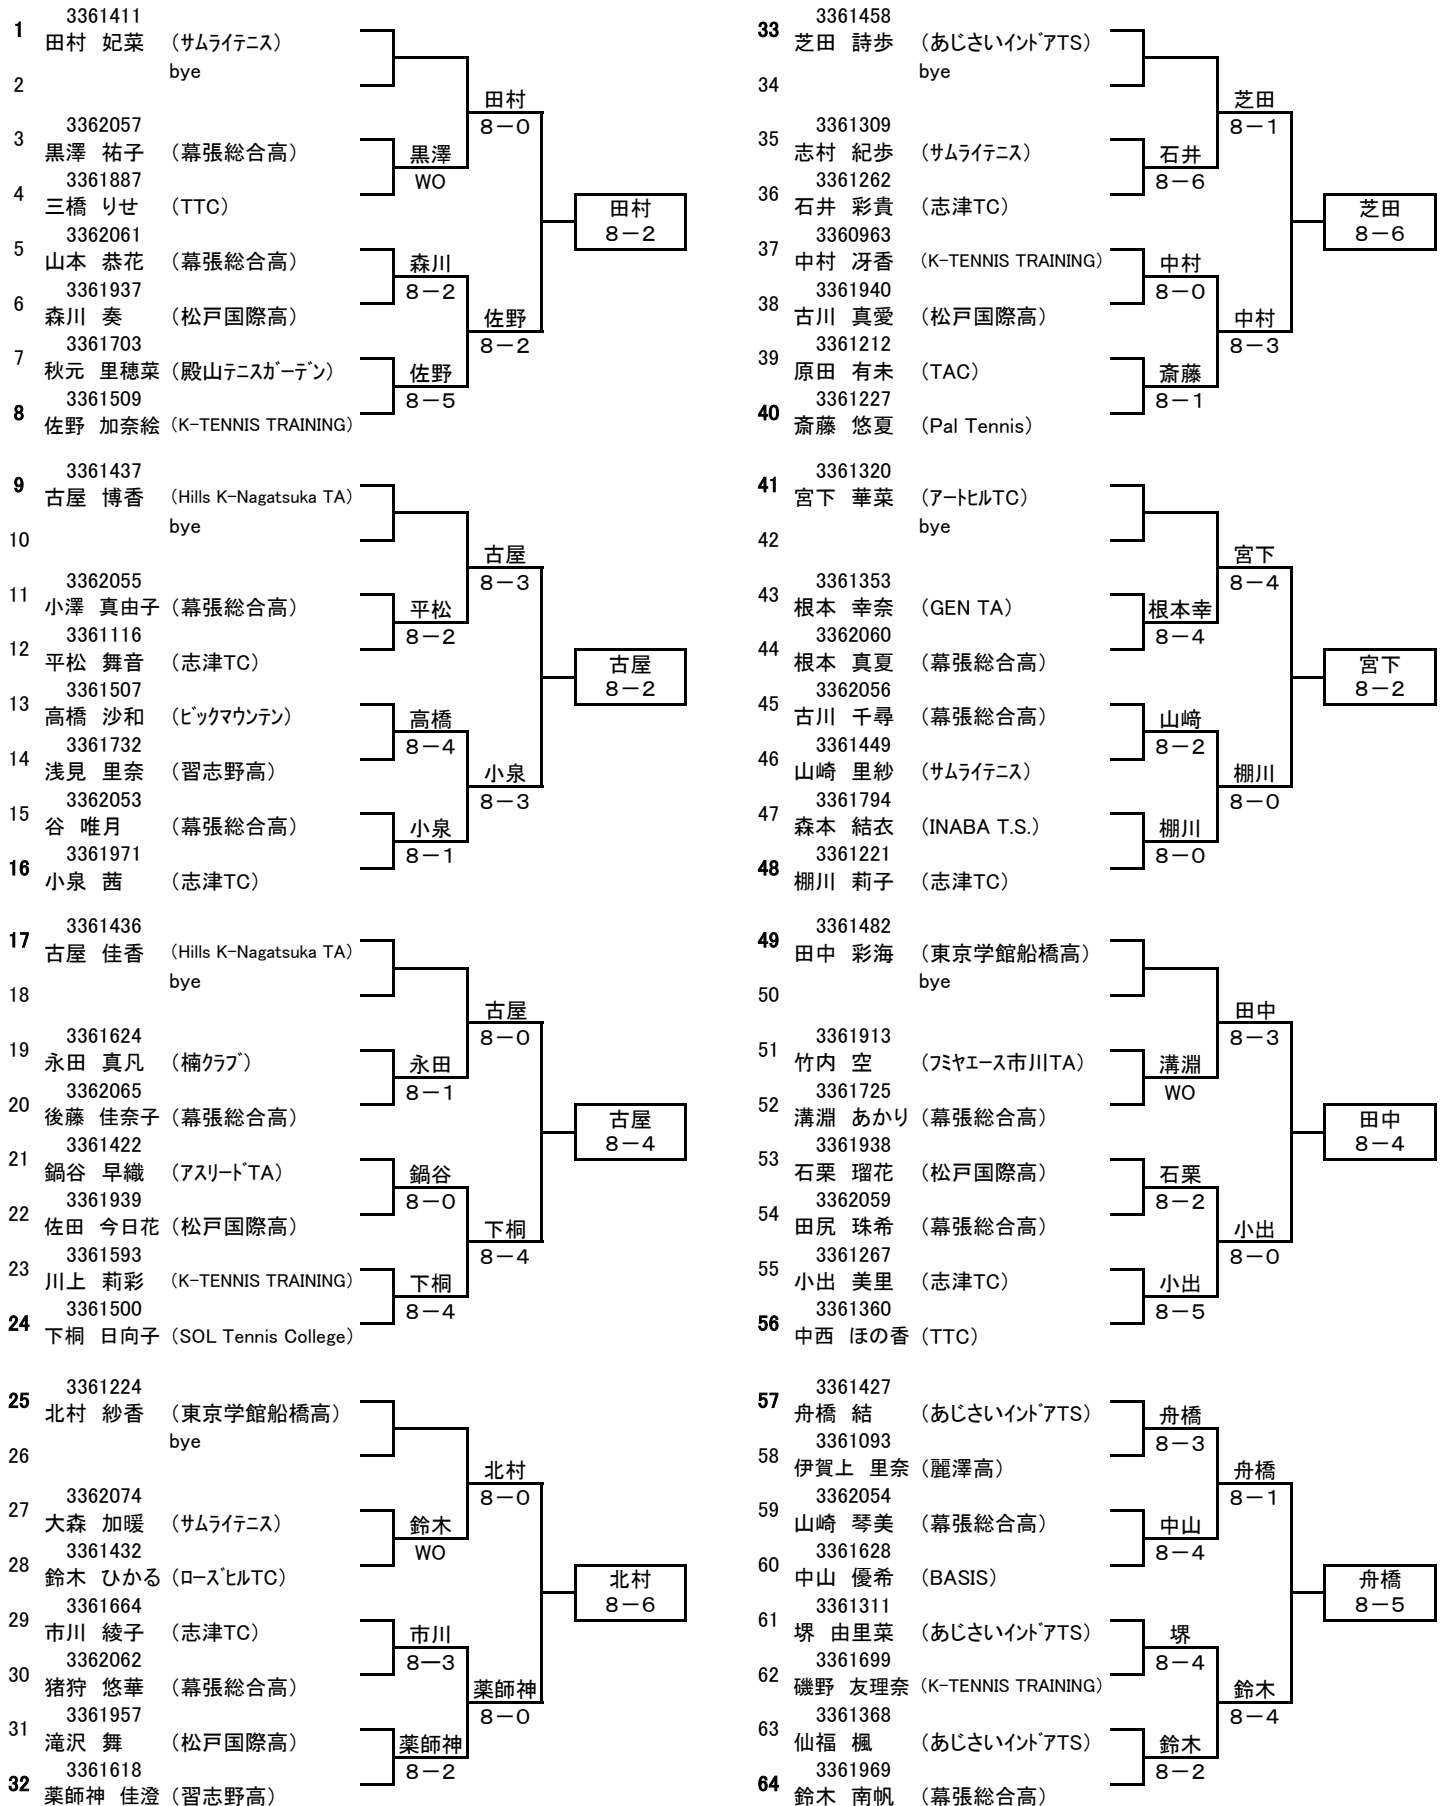 3361411
1 田村 妃菜 （サムライテニス）
bye
2
田村
8－0
3362057
3 黒澤 祐子 （幕張総合高）
黒澤
WO
3361887
4 三橋 りせ （TTC）
田村
8－2
3362061
5 山本 恭花 （幕張総合高）
森川
8－2
3361937
6 森川 奏 （松戸国際高）
佐野
8－2
3361703
7 秋元 里穂菜 （殿山テニスガーデン）
佐野
8－5
3361509
8 佐野 加奈絵 （K-TENNIS TRAINING）
3361437
9 古屋 博香 （Hills K-Nagatsuka TA）
bye
10
古屋
8－3
3362055
11 小澤 真由子 （幕張総合高）
平松
8－2
3361116
12 平松 舞音 （志津TC）
古屋
8－2
3361507
13 高橋 沙和 （ビックマウンテン）
高橋
8－4
3361732
14 浅見 里奈 （習志野高）
小泉
8－3
3362053
15 谷 唯月 （幕張総合高）
小泉
8－1
3361971
16 小泉 茜 （志津TC）
3361436
17 古屋 佳香 （Hills K-Nagatsuka TA）
bye
18
古屋
8－0
3361624
19 永田 真凡 （楠クラブ）
永田
8－1
3362065
20 後藤 佳奈子 （幕張総合高）
古屋
8－4
3361422
21 鍋谷 早織 （アスリードTA）
鍋谷
8－0
3361939
22 佐田 今日花 （松戸国際高）
下桐
8－4
3361593
23 川上 莉彩 （K-TENNIS TRAINING）
下桐
8－4
3361500
24 下桐 日向子 （SOL Tennis College）
3361224
25 北村 紗香 （東京学館船橋高）
bye
26
北村
8－0
3362074
27 大森 加暖 （サムライテニス）
鈴木
WO
3361432
28 鈴木 ひかる （ローズヒルTC）
北村
8－6
3361664
29 市川 綾子 （志津TC）
市川
8－3
3362062
30 猪狩 悠華 （幕張総合高）
薬師神
8－0
3361957
31 滝沢 舞 （松戸国際高）
薬師神
8－2
3361618
32 薬師神 佳澄 （習志野高）
3361458
33 芝田 詩歩 （あじさいインドアTS）
bye
34
芝田
8－1
3361309
35 志村 紀歩 （サムライテニス）
石井
8－6
3361262
36 石井 彩貴 （志津TC）
芝田
8－6
3360963
37 中村 冴香 （K-TENNIS TRAINING）
中村
8－0
3361940
38 古川 真愛 （松戸国際高）
中村
8－3
3361212
39 原田 有未 （TAC）
斎藤
8－1
3361227
40 斎藤 悠夏 （Pal Tennis）
3361320
41 宮下 華菜 （アートヒルTC）
bye
42
宮下
8－4
3361353
43 根本 幸奈 （GEN TA）
根本幸
8－4
3362060
44 根本 真夏 （幕張総合高）
宮下
8－2
3362056
45 古川 千尋 （幕張総合高）
山﨑
8－2
3361449
46 山崎 里紗 （サムライテニス）
棚川
8－0
3361794
47 森本 結衣 （INABA T.S.）
棚川
8－0
3361221
48 棚川 莉子 （志津TC）
3361482
49 田中 彩海 （東京学館船橋高）
bye
50
田中
8－3
3361913
51 竹内 空 （フミヤエース市川TA）
溝淵
WO
3361725
52 溝淵 あかり （幕張総合高）
田中
8－4
3361938
53 石栗 瑠花 （松戸国際高）
石栗
8－2
3362059
54 田尻 珠希 （幕張総合高）
小出
8－0
3361267
55 小出 美里 （志津TC）
小出
8－5
3361360
56 中西 ほの香 （TTC）
3361427
57 舟橋 結 （あじさいインドアTS）
舟橋
8－3
3361093
58 伊賀上 里奈 （麗澤高）
舟橋
8－1
3362054
59 山崎 琴美 （幕張総合高）
中山
8－4
3361628
60 中山 優希 （BASIS）
舟橋
8－5
3361311
61 堺 由里菜 （あじさいインドアTS）
堺
8－4
3361699
62 磯野 友理奈 （K-TENNIS TRAINING）
鈴木
8－4
3361368
63 仙福 楓 （あじさいインドアTS）
鈴木
8－2
3361969
64 鈴木 南帆 （幕張総合高）